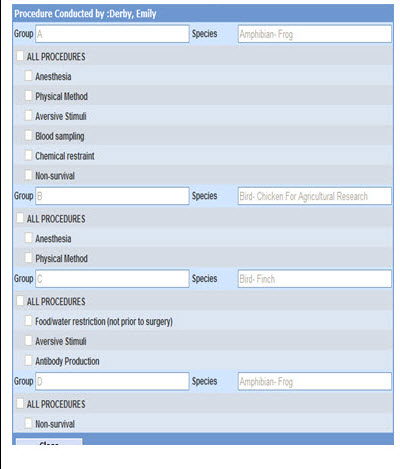 Procedure Conducted by :Derby, Emily
Group A Species Amphibian- Frog
ALL PROCEDURES
Anesthesia
Physical Method
Aversive Stimuli
Blood sampling
Chemical restraint
Non-survival
Group B Species Bird- Chicken For Agricultural Research
ALL PROCEDURES
Anesthesia
Physical Method
Group C Species Bird- Finch
ALL PROCEDURES
Food/water restriction (not prior to surgery)
Aversive Stimuli
Antibody Production
Group D Species Amphibian- Frog
ALL PROCEDURES
Non-survival